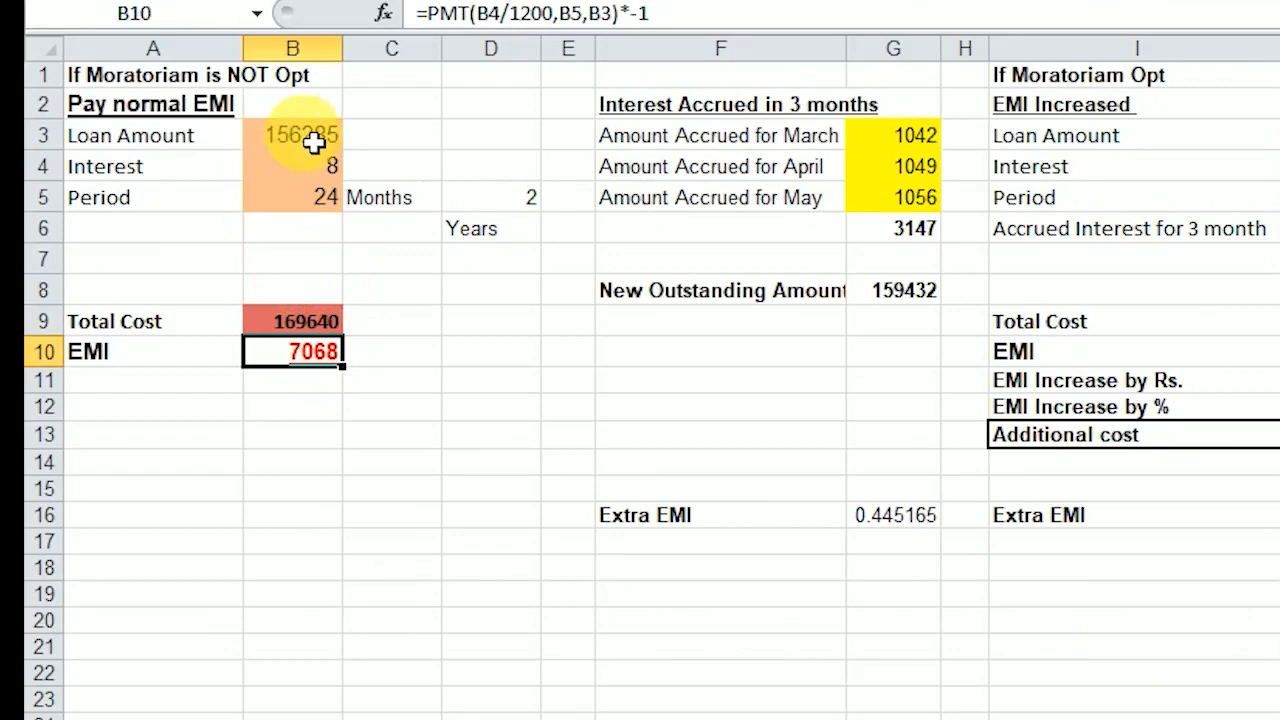 B10 fx =PMT(B4/1200,B5,B3)*-1
A B C D E F G H I
1 If Moratoriam is NOT Opt If Moratoriam Opt
2 Pay normal EMI Interest Accrued in 3 months EMI Increased
3 Loan Amount 156285 Amount Accrued for March 1042 Loan Amount
4 Interest 8 Amount Accrued for April 1049 Interest
5 Period 24 Months 2 Amount Accrued for May 1056 Period
6 Years 3147 Accrued Interest for 3 month
7
8 New Outstanding Amount 159432
9 Total Cost 169640 Total Cost
10 EMI 7068 EMI
11 EMI Increase by Rs.
12 EMI Increase by %
13 Additional cost
14
15
16 Extra EMI 0.445165 Extra EMI
17
18
19
20
21
22
23